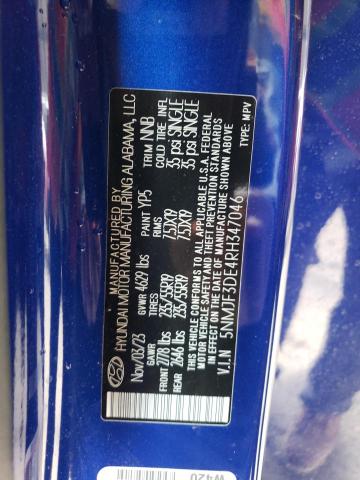 MANUFACTURED BY
HYUNDAI MOTOR MANUFACTURING ALABAMA, LLC
Nov/03/23 GVWR 4629 lbs PAINT YP5 TRIM NNB
GAWR TIRES RIMS COLD TIRE INFL
FRONT 2778 lbs 235/55R19 7.5JX19 35 psi SINGLE
REAR 2646 lbs 235/55R19 7.5JX19 35 psi SINGLE
THIS VEHICLE CONFORMS TO ALL APPLICABLE U.S.A. FEDERAL
MOTOR VEHICLE SAFETY AND THEFT PREVENTION STANDARDS
IN EFFECT ON THE DATE OF MANUFACTURE SHOWN ABOVE
V.I.N 5NMJF3DE4RH347046 TYPE: MPV
W420